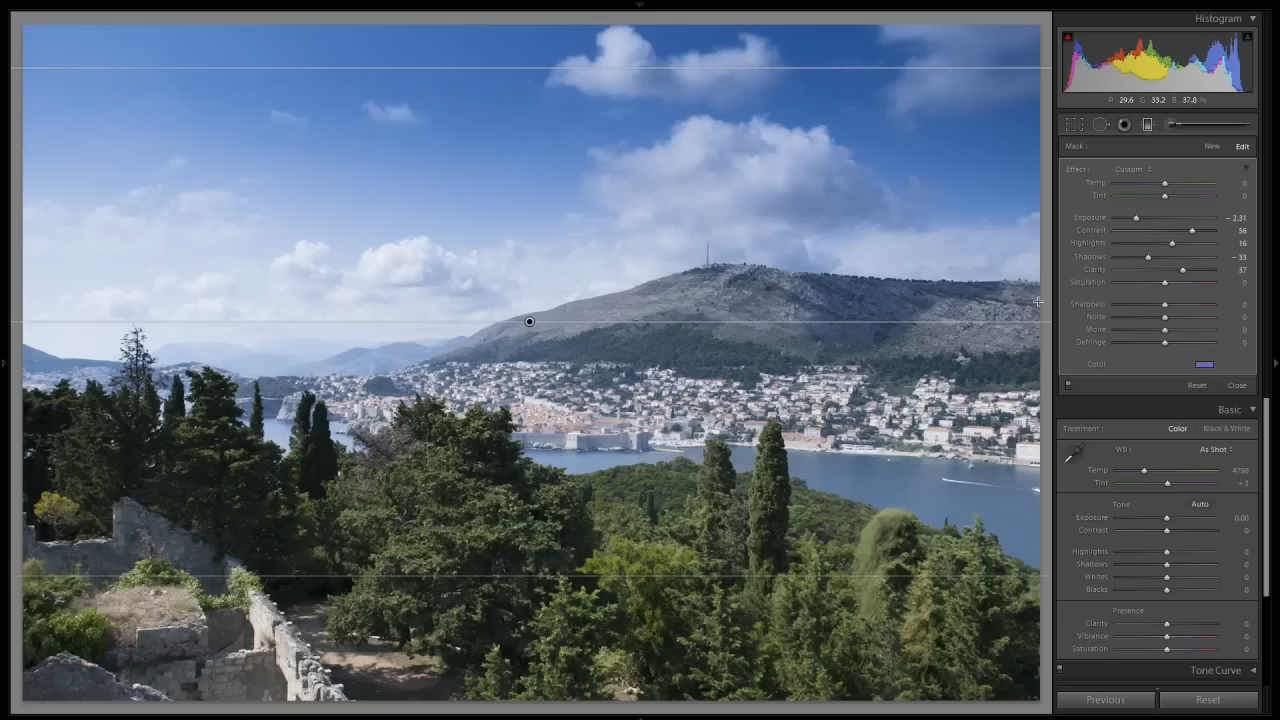 Histogram
R 29.6 G 33.2 B 37.8 %
Mask : New Edit
Effect : Custom
Temp 0
Tint 0
Exposure − 2.31
Contrast 56
Highlights 16
Shadows − 33
Clarity 37
Saturation 0
Sharpness 0
Noise 0
Moire 0
Defringe 0
Color
Reset Close
Basic
Treatment : Color Black & White
WB : As Shot
Temp 4750
Tint + 3
Tone Auto
Exposure 0.00
Contrast 0
Highlights 0
Shadows 0
Whites 0
Blacks 0
Presence
Clarity 0
Vibrance 0
Saturation 0
Tone Curve
Previous Reset